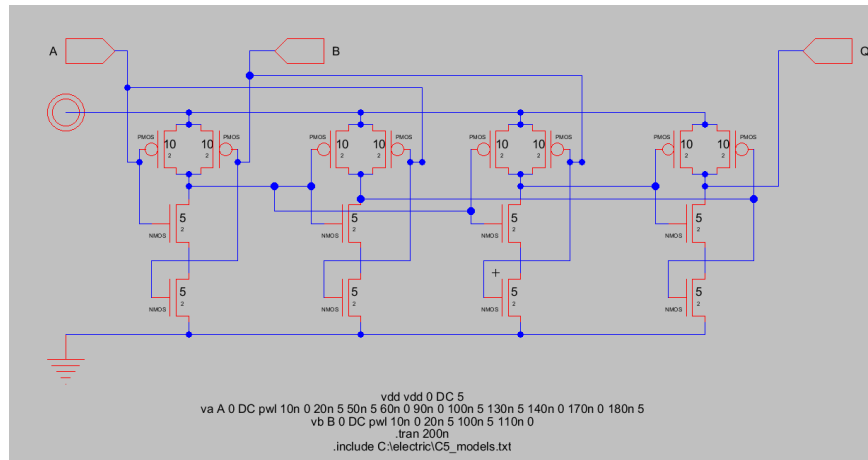 A
B
Q
PMOS 10 2 10 2 PMOS
PMOS 10 2 10 2 PMOS
PMOS 10 2 10 2 PMOS
PMOS 10 2 10 2 PMOS
5 2 NMOS
5 2 NMOS
5 2 NMOS
5 2 NMOS
5 2 NMOS
5 2 NMOS
5 2 NMOS
5 2 NMOS
vdd vdd 0 DC 5
va A 0 DC pwl 10n 0 20n 5 50n 5 60n 0 90n 0 100n 5 130n 5 140n 0 170n 0 180n 5
vb B 0 DC pwl 10n 0 20n 5 100n 5 110n 0
.tran 200n
.include C:\electric\C5_models.txt